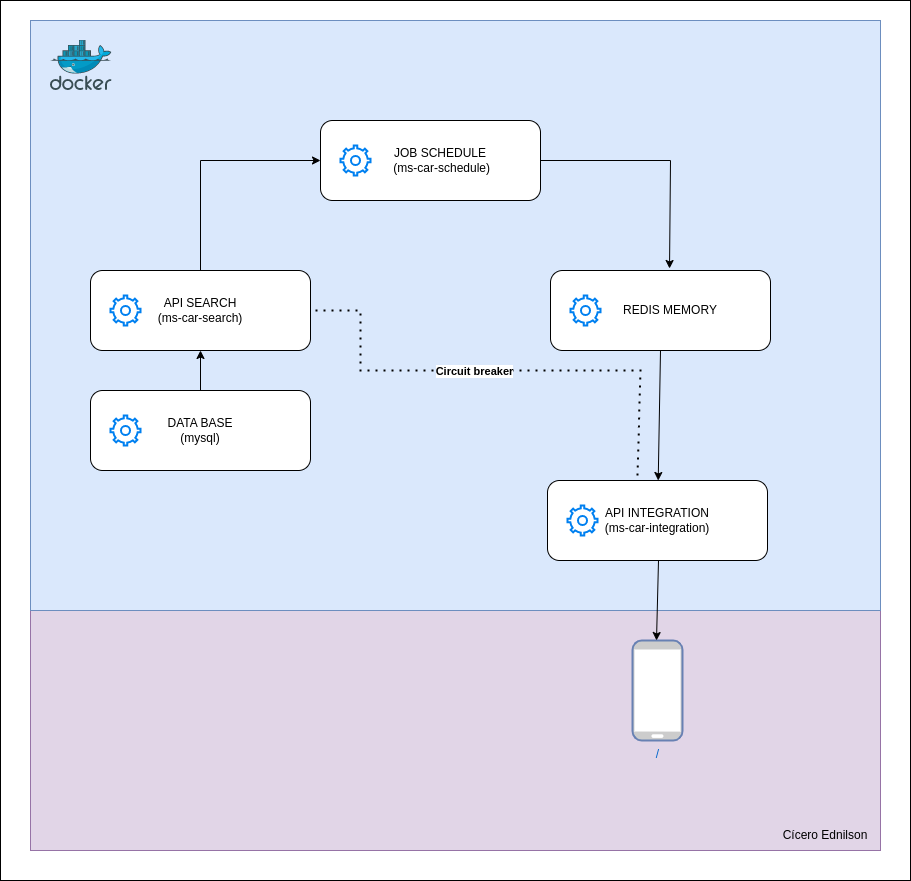 docker
JOB SCHEDULE
(ms-car-schedule)
API SEARCH
(ms-car-search)
REDIS MEMORY
Circuit breaker
DATA BASE
(mysql)
API INTEGRATION
(ms-car-integration)
/
Cícero Ednilson